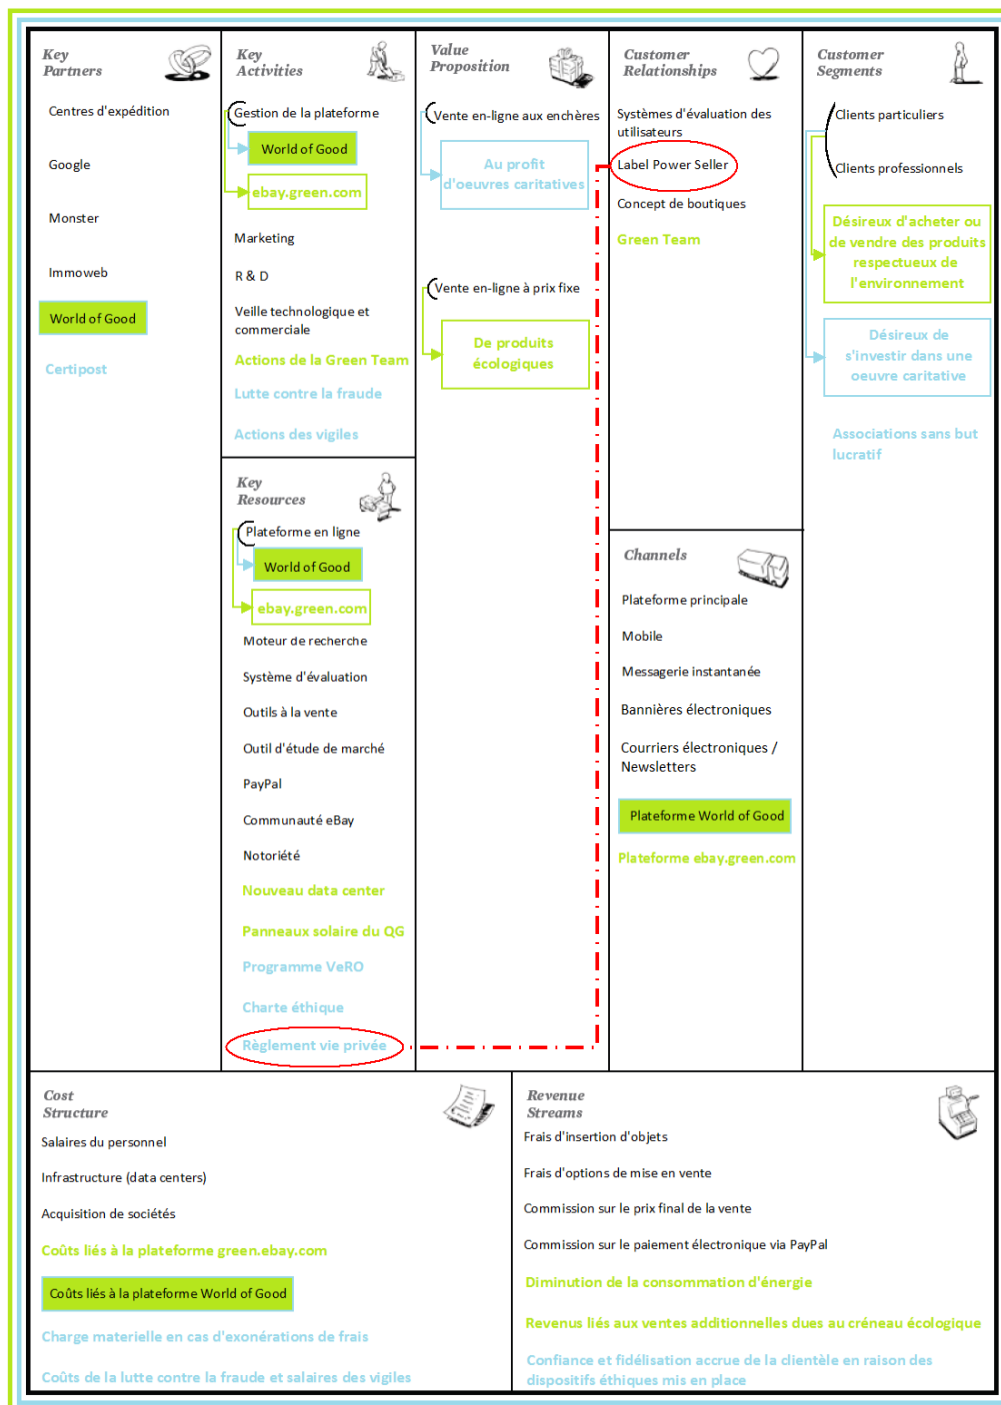 Key
Partners
Centres d'expédition
Google
Monster
Immoweb
World of Good
Certipost
Key
Activities
Gestion de la plateforme
World of Good
ebay.green.com
Marketing
R & D
Veille technologique et
commerciale
Actions de la Green Team
Lutte contre la fraude
Actions des vigiles
Key
Resources
Plateforme en ligne
World of Good
ebay.green.com
Moteur de recherche
Système d'évaluation
Outils à la vente
Outil d'étude de marché
PayPal
Communauté eBay
Notoriété
Nouveau data center
Panneaux solaire du QG
Programme VeRO
Charte éthique
Règlement vie privée
Value
Proposition
Vente en-ligne aux enchères
Au profit
d'oeuvres caritatives
Vente en-ligne à prix fixe
De produits
écologiques
Customer
Relationships
Systèmes d'évaluation des
utilisateurs
Label Power Seller
Concept de boutiques
Green Team
Channels
Plateforme principale
Mobile
Messagerie instantanée
Bannières électroniques
Courriers électroniques /
Newsletters
Plateforme World of Good
Plateforme ebay.green.com
Customer
Segments
Clients particuliers
Clients professionnels
Désireux d'acheter ou
de vendre des produits
respectueux de
l'environnement
Désireux de
s'investir dans une
oeuvre caritative
Associations sans but
lucratif
Cost
Structure
Salaires du personnel
Infrastructure (data centers)
Acquisition de sociétés
Coûts liés à la plateforme green.ebay.com
Coûts liés à la plateforme World of Good
Charge materielle en cas d'exonérations de frais
Coûts de la lutte contre la fraude et salaires des vigiles
Revenue
Streams
Frais d'insertion d'objets
Frais d'options de mise en vente
Commission sur le prix final de la vente
Commission sur le paiement électronique via PayPal
Diminution de la consommation d'énergie
Revenus liés aux ventes additionnelles dues au créneau écologique
Confiance et fidélisation accrue de la clientèle en raison des
dispositifs éthiques mis en place